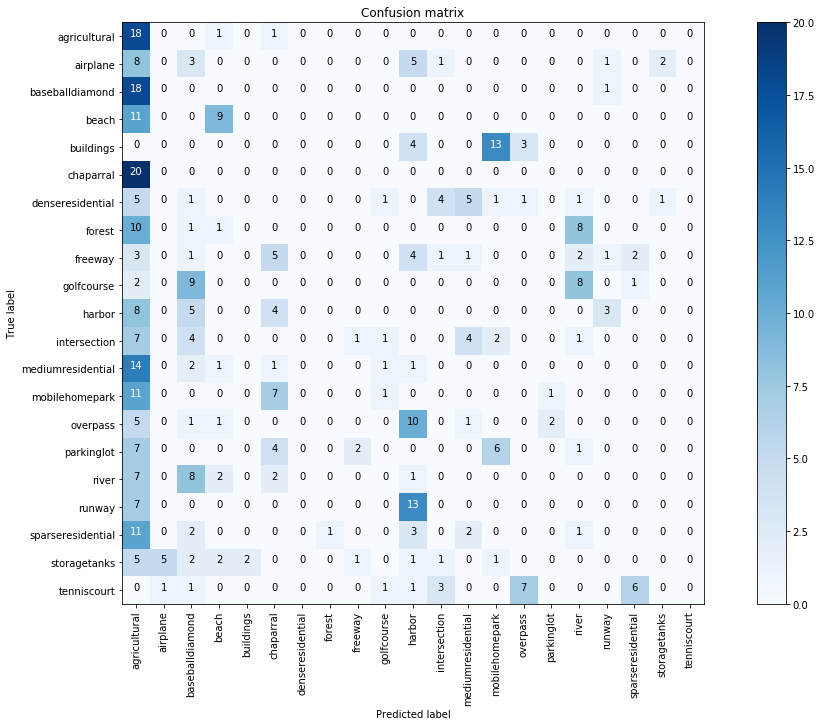 Confusion matrix
True label
agricultural 18 0 0 1 0 1 0 0 0 0 0 0 0 0 0 0 0 0 0 0 0
airplane 8 0 3 0 0 0 0 0 0 0 5 1 0 0 0 0 0 1 0 2 0
baseballdiamond 18 0 0 0 0 0 0 0 0 0 0 0 0 0 0 0 0 1 0 0 0
beach 11 0 0 9 0 0 0 0 0 0 0 0 0 0 0 0 0 0 0 0 0
buildings 0 0 0 0 0 0 0 0 0 0 4 0 0 13 3 0 0 0 0 0 0
chaparral 20 0 0 0 0 0 0 0 0 0 0 0 0 0 0 0 0 0 0 0 0
denseresidential 5 0 1 0 0 0 0 0 0 1 0 4 5 1 1 0 1 0 0 1 0
forest 10 0 1 1 0 0 0 0 0 0 0 0 0 0 0 0 8 0 0 0 0
freeway 3 0 1 0 0 5 0 0 0 0 4 1 1 0 0 0 2 1 2 0 0
golfcourse 2 0 9 0 0 0 0 0 0 0 0 0 0 0 0 0 8 0 1 0 0
harbor 8 0 5 0 0 4 0 0 0 0 0 0 0 0 0 0 0 3 0 0 0
intersection 7 0 4 0 0 0 0 0 1 1 0 0 4 2 0 0 1 0 0 0 0
mediumresidential 14 0 2 1 0 1 0 0 0 1 1 0 0 0 0 0 0 0 0 0 0
mobilehomepark 11 0 0 0 0 7 0 0 0 1 0 0 0 0 0 1 0 0 0 0 0
overpass 5 0 1 1 0 0 0 0 0 0 10 0 1 0 0 2 0 0 0 0 0
parkinglot 7 0 0 0 0 4 0 0 2 0 0 0 0 6 0 0 1 0 0 0 0
river 7 0 8 2 0 2 0 0 0 0 1 0 0 0 0 0 0 0 0 0 0
runway 7 0 0 0 0 0 0 0 0 0 13 0 0 0 0 0 0 0 0 0 0
sparseresidential 11 0 2 0 0 0 0 1 0 0 3 0 2 0 0 0 1 0 0 0 0
storagetanks 5 5 2 2 2 0 0 0 1 0 1 1 0 1 0 0 0 0 0 0 0
tenniscourt 0 1 1 0 0 0 0 0 0 1 1 3 0 0 7 0 0 0 6 0 0
agricultural
airplane
baseballdiamond
beach
buildings
chaparral
denseresidential
forest
freeway
golfcourse
harbor
intersection
mediumresidential
mobilehomepark
overpass
parkinglot
river
runway
sparseresidential
storagetanks
tenniscourt
Predicted label
20.0
17.5
15.0
12.5
10.0
7.5
5.0
2.5
0.0